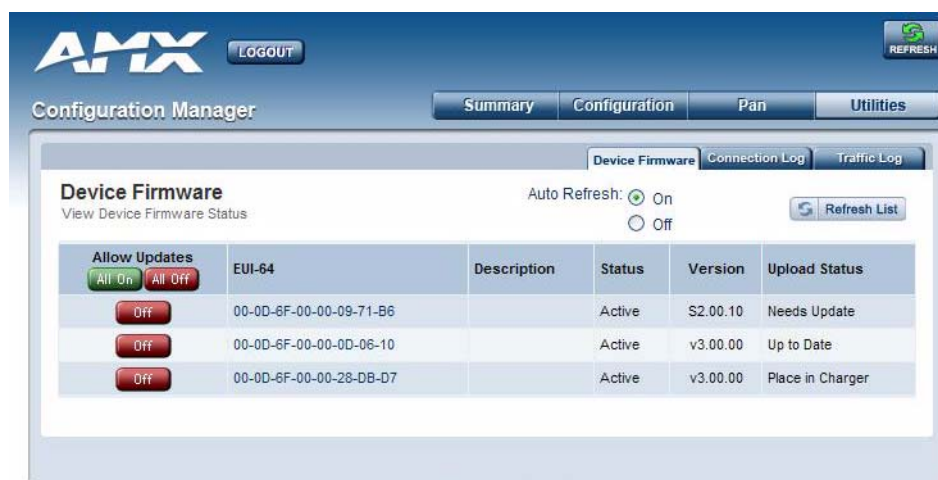 AMX LOGOUT
REFRESH
Configuration Manager
Summary Configuration Pan Utilities
Device Firmware Connection Log Traffic Log
Device Firmware
View Device Firmware Status
Auto Refresh: On
Off
Refresh List
Allow Updates
All On All Off
EUI-64 Description Status Version Upload Status
Off 00-0D-6F-00-00-09-71-B6 Active S2.00.10 Needs Update
Off 00-0D-6F-00-00-0D-06-10 Active v3.00.00 Up to Date
Off 00-0D-6F-00-00-28-DB-D7 Active v3.00.00 Place in Charger